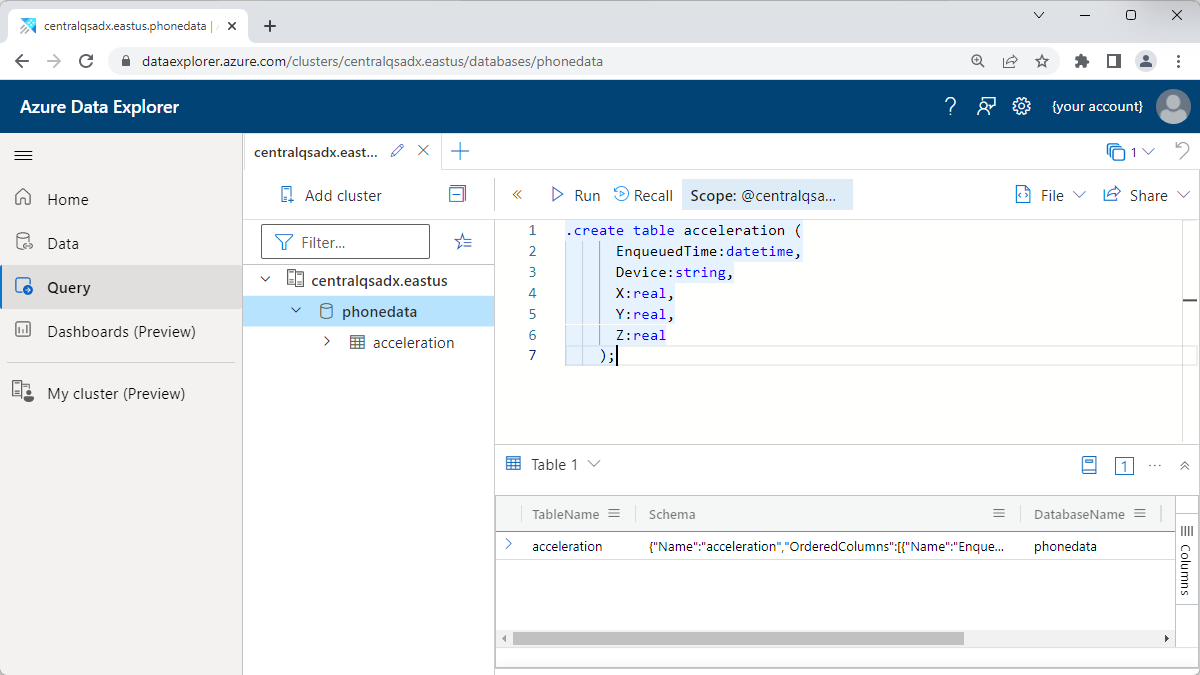 centralqsadx.eastus.phonedata |
dataexplorer.azure.com/clusters/centralqsadx.eastus/databases/phonedata
Azure Data Explorer
? {your account}
Home
Data
Query
Dashboards (Preview)
My cluster (Preview)
centralqsadx.east...
1
Add cluster
Filter...
centralqsadx.eastus
phonedata
acceleration
Run Recall Scope: @centralqsa... File Share
1 .create table acceleration (
2 EnqueuedTime:datetime,
3 Device:string,
4 X:real,
5 Y:real,
6 Z:real
7 );
Table 1
1 ...
TableName Schema DatabaseName
acceleration {"Name":"acceleration","OrderedColumns":[{"Name":"Enque... phonedata
Columns